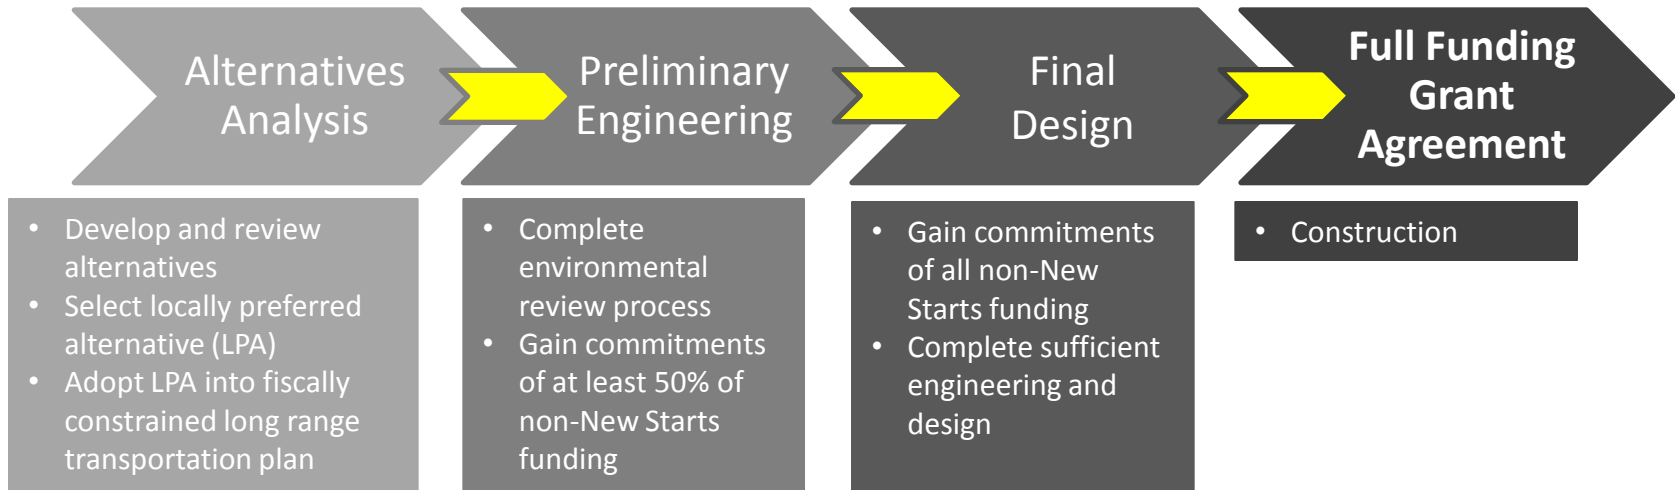 Alternatives
Analysis
Preliminary
Engineering
Final
Design
Full Funding
Grant
Agreement
• Develop and review
alternatives
• Select locally preferred
alternative (LPA)
• Adopt LPA into fiscally
constrained long range
transportation plan
• Complete
environmental
review process
• Gain commitments
of at least 50% of
non-New Starts
funding
• Gain commitments
of all non-New
Starts funding
• Complete sufficient
engineering and
design
• Construction